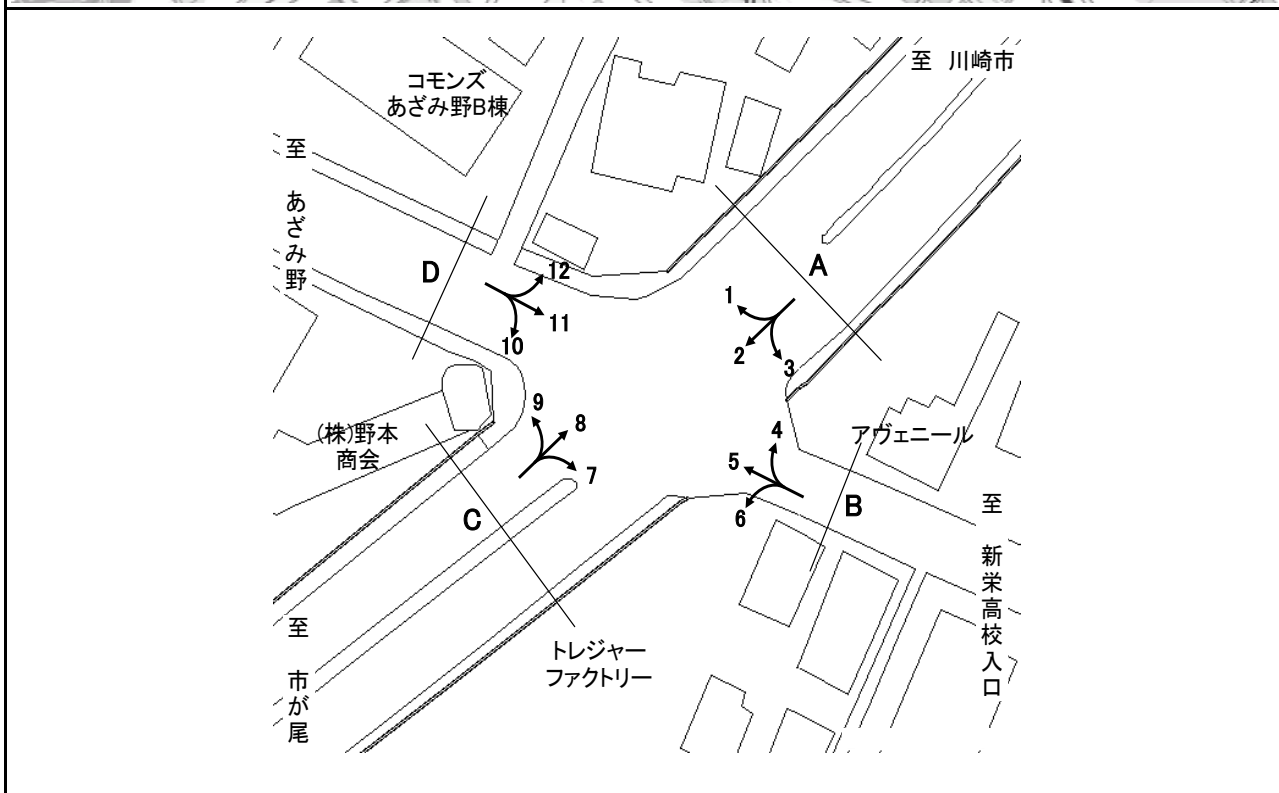 至 川崎市
コモンズ
あざみ野B棟
至 あざみ野
A
D
12
11
10
1
2
3
9
8
7
4
5
6
(株)野本
商会
アヴェニール
C
B
至 新栄高校入口
至 市が尾
トレジャー
ファクトリー